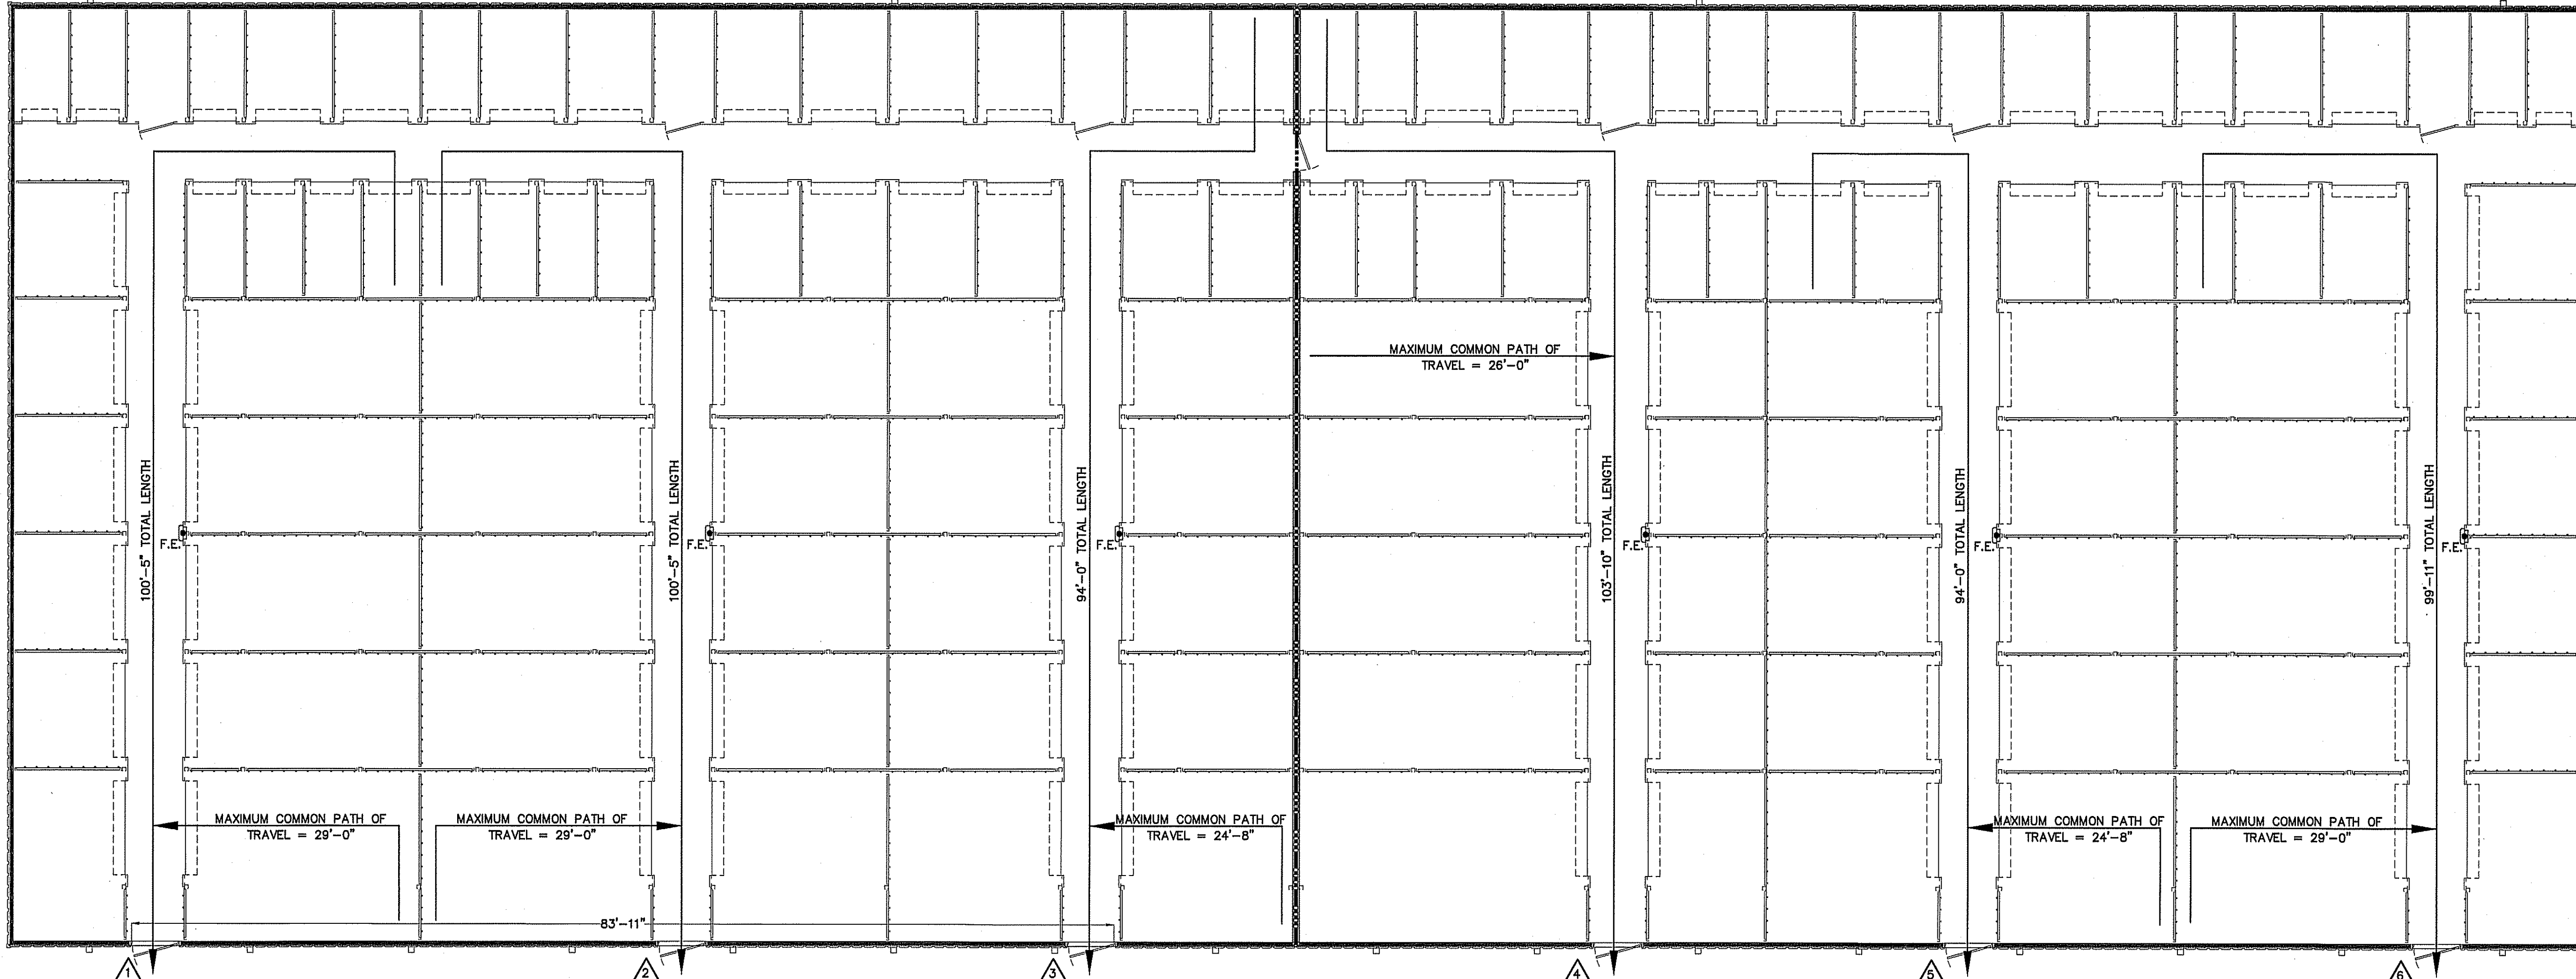 MAXIMUM COMMON PATH OF
TRAVEL = 26'-0"
100'-5" TOTAL LENGTH
100'-5" TOTAL LENGTH
94'-0" TOTAL LENGTH
103'-10" TOTAL LENGTH
94'-0" TOTAL LENGTH
99'-11" TOTAL LENGTH
F.E.
F.E.
F.E.
F.E.
F.E.
F.E.
MAXIMUM COMMON PATH OF
TRAVEL = 29'-0"
MAXIMUM COMMON PATH OF
TRAVEL = 29'-0"
MAXIMUM COMMON PATH OF
TRAVEL = 24'-8"
MAXIMUM COMMON PATH OF
TRAVEL = 24'-8"
MAXIMUM COMMON PATH OF
TRAVEL = 29'-0"
83'-11"
1
2
3
4
5
6